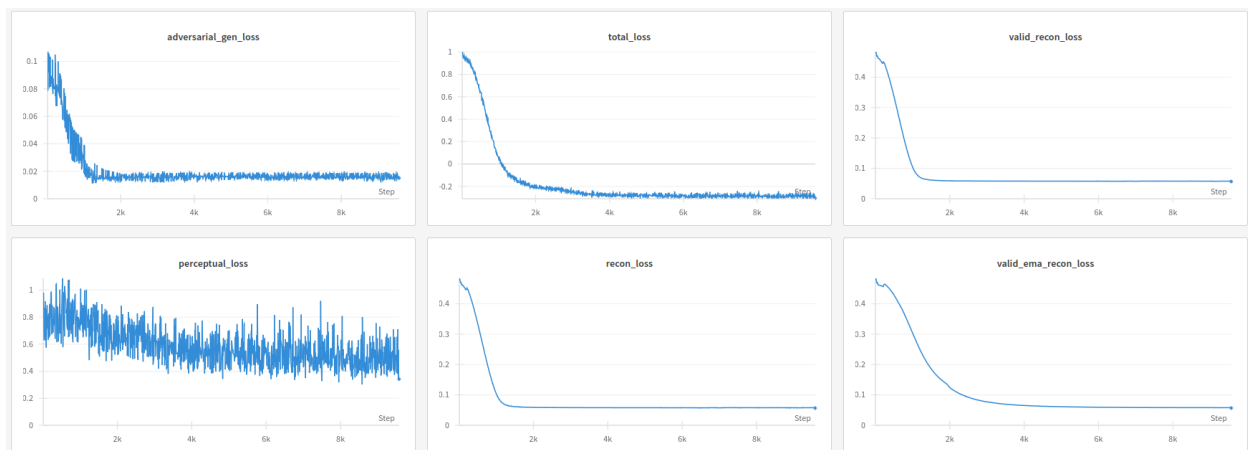 adversarial_gen_loss
0.1
0.08
0.06
0.04
0.02
0
Step
2k
4k
6k
8k
total_loss
1
0.8
0.6
0.4
0.2
0
-0.2
Step
2k
4k
6k
8k
valid_recon_loss
0.4
0.3
0.2
0.1
0
Step
2k
4k
6k
8k
perceptual_loss
1
0.8
0.6
0.4
0.2
0
Step
2k
4k
6k
8k
recon_loss
0.4
0.3
0.2
0.1
0
Step
2k
4k
6k
8k
valid_ema_recon_loss
0.4
0.3
0.2
0.1
0
Step
2k
4k
6k
8k